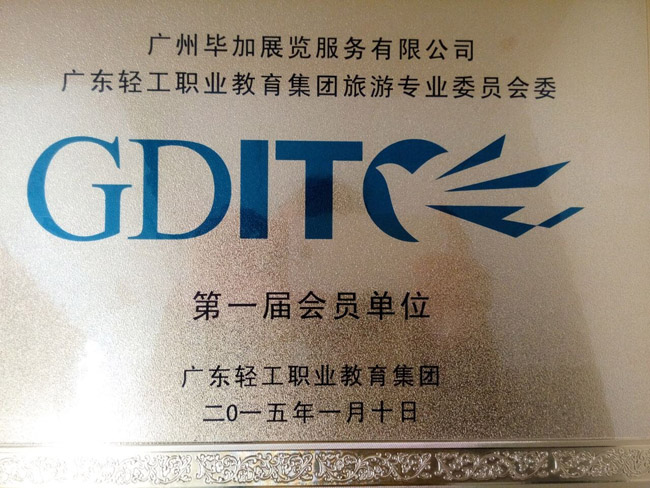 广州毕加展览服务有限公司
广东轻工职业教育集团旅游专业委员会委
GDITC
第一届会员单位
广东轻工职业教育集团
二0一五年一月十日